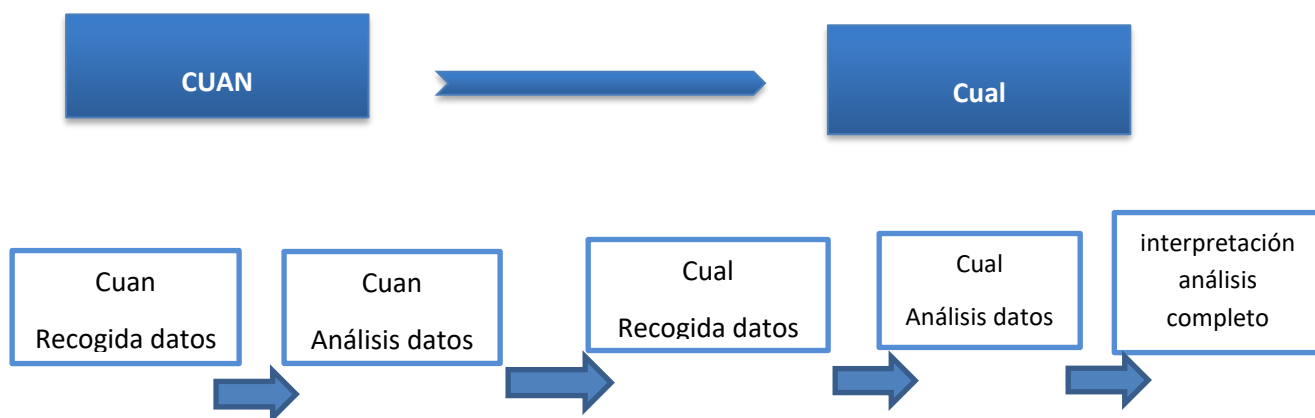 CUAN
Cual
Cuan
Recogida datos
Cuan
Análisis datos
Cual
Recogida datos
Cual
Análisis datos
interpretación
análisis
completo